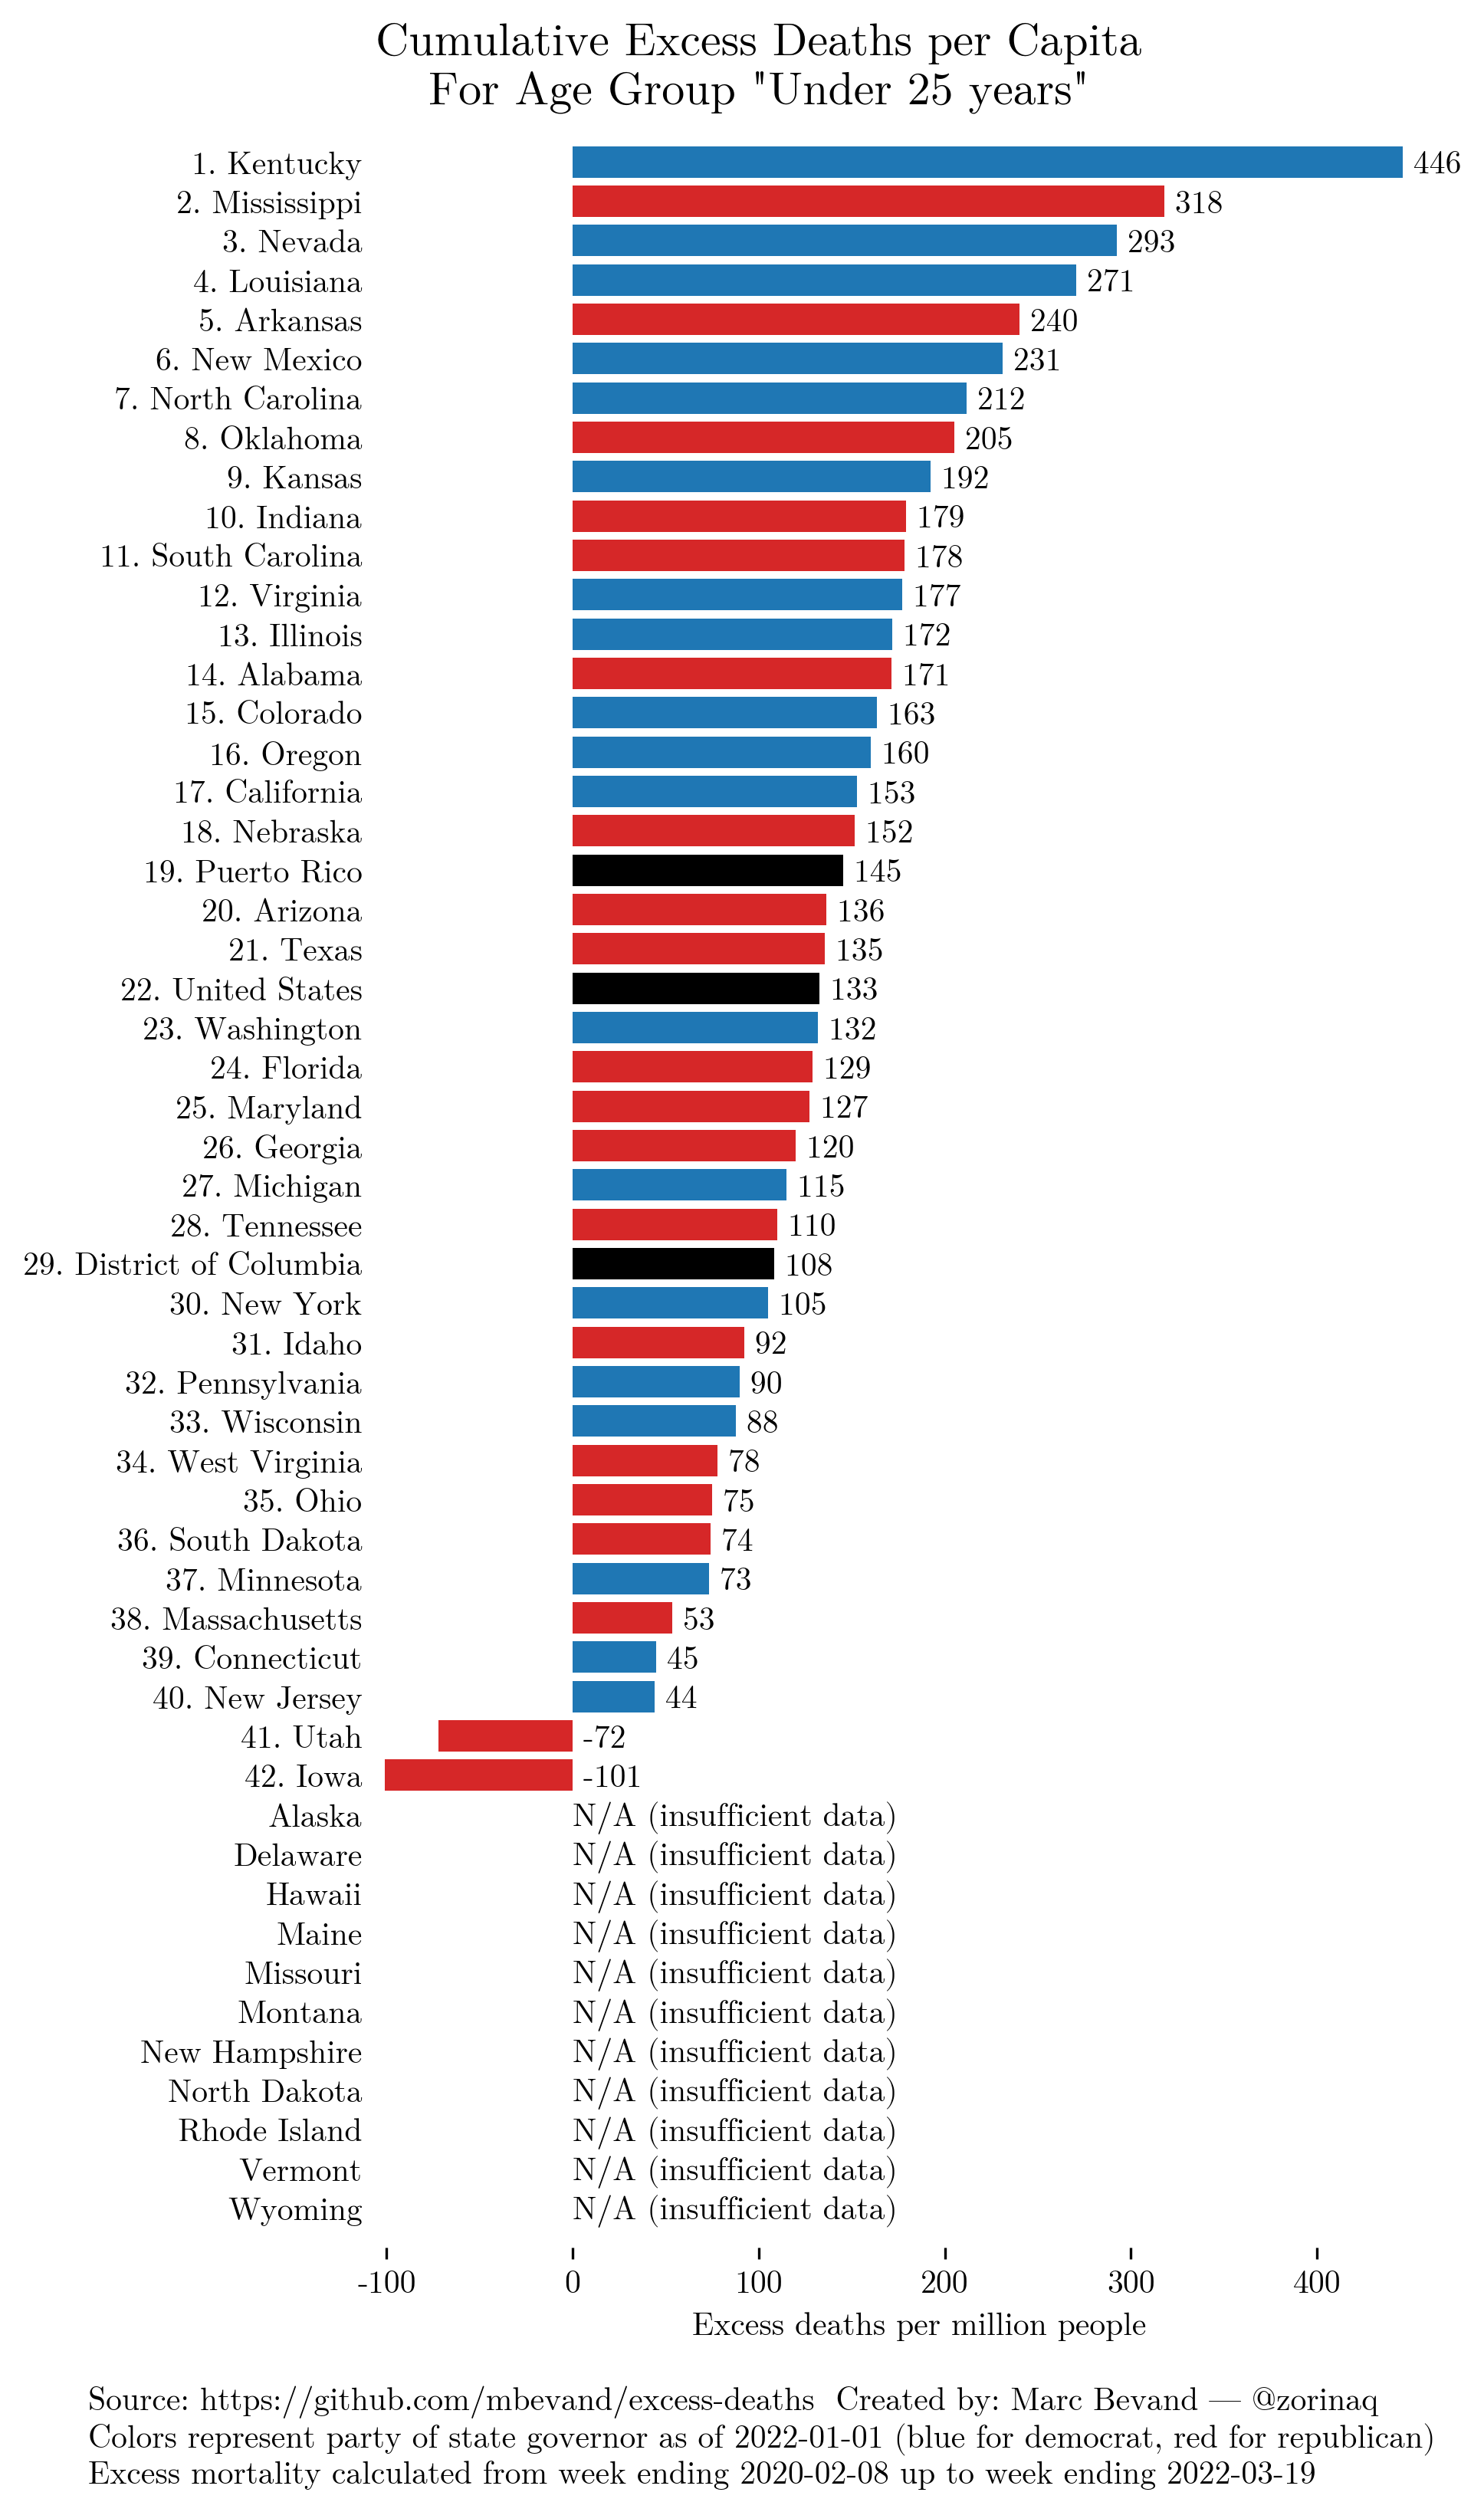 Cumulative Excess Deaths per Capita
For Age Group "Under 25 years"
1. Kentucky 446
2. Mississippi 318
3. Nevada 293
4. Louisiana 271
5. Arkansas 240
6. New Mexico 231
7. North Carolina 212
8. Oklahoma 205
9. Kansas 192
10. Indiana 179
11. South Carolina 178
12. Virginia 177
13. Illinois 172
14. Alabama 171
15. Colorado 163
16. Oregon 160
17. California 153
18. Nebraska 152
19. Puerto Rico 145
20. Arizona 136
21. Texas 135
22. United States 133
23. Washington 132
24. Florida 129
25. Maryland 127
26. Georgia 120
27. Michigan 115
28. Tennessee 110
29. District of Columbia 108
30. New York 105
31. Idaho 92
32. Pennsylvania 90
33. Wisconsin 88
34. West Virginia 78
35. Ohio 75
36. South Dakota 74
37. Minnesota 73
38. Massachusetts 53
39. Connecticut 45
40. New Jersey 44
41. Utah -72
42. Iowa -101
Alaska N/A (insufficient data)
Delaware N/A (insufficient data)
Hawaii N/A (insufficient data)
Maine N/A (insufficient data)
Missouri N/A (insufficient data)
Montana N/A (insufficient data)
New Hampshire N/A (insufficient data)
North Dakota N/A (insufficient data)
Rhode Island N/A (insufficient data)
Vermont N/A (insufficient data)
Wyoming N/A (insufficient data)
-100 0 100 200 300 400
Excess deaths per million people
Source: https://github.com/mbevand/excess-deaths Created by: Marc Bevand — @zorinaq
Colors represent party of state governor as of 2022-01-01 (blue for democrat, red for republican)
Excess mortality calculated from week ending 2020-02-08 up to week ending 2022-03-19